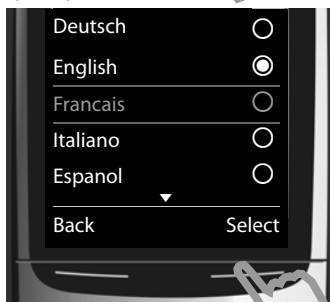 Deutsch
English
Francais
Italiano
Espanol
Back Select